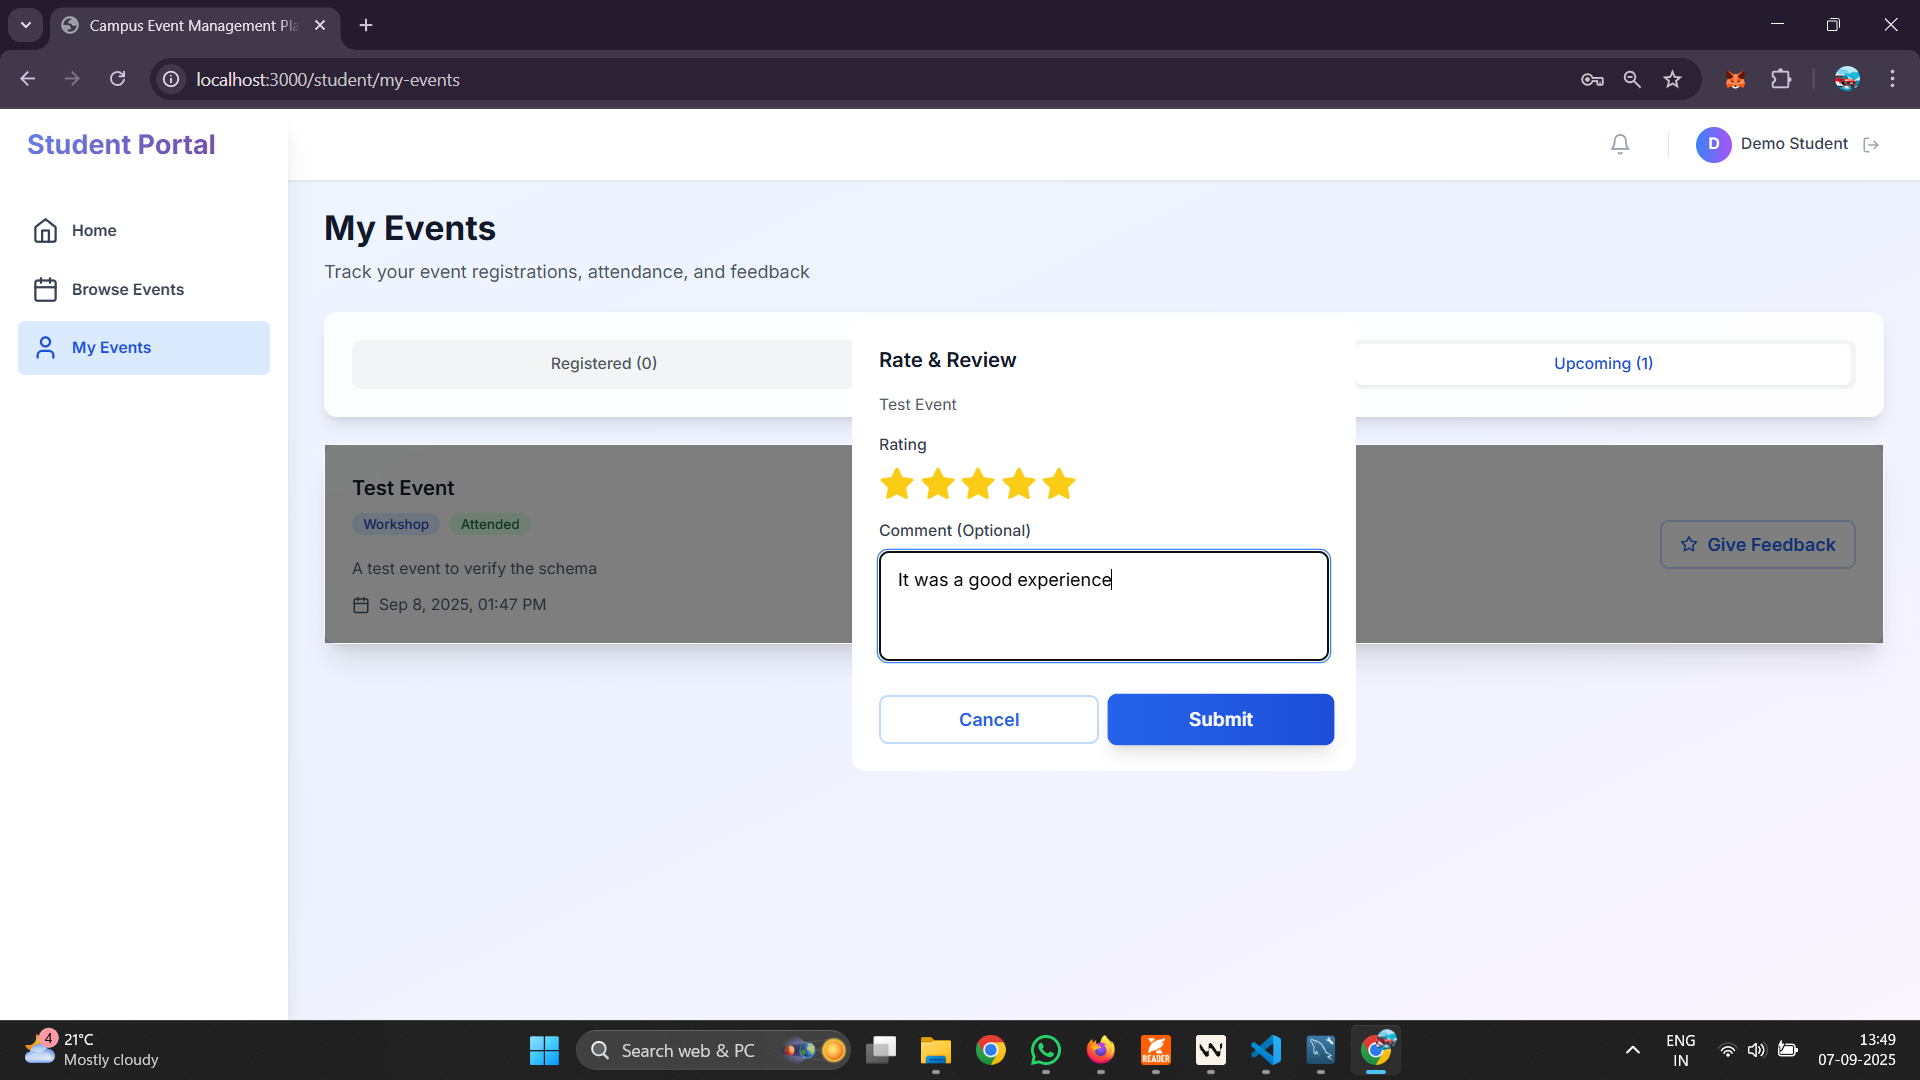 Campus Event Management Pla
localhost:3000/student/my-events
Student Portal
D
Demo Student
Home
Browse Events
My Events
My Events
Track your event registrations, attendance, and feedback
Registered (0)
Upcoming (1)
Rate & Review
Test Event
Rating
Comment (Optional)
It was a good experience
Cancel
Submit
Test Event
Workshop
Attended
A test event to verify the schema
Sep 8, 2025, 01:47 PM
Give Feedback
4
21°C
Mostly cloudy
Search web & PC
READER
ENG
IN
13:49
07-09-2025